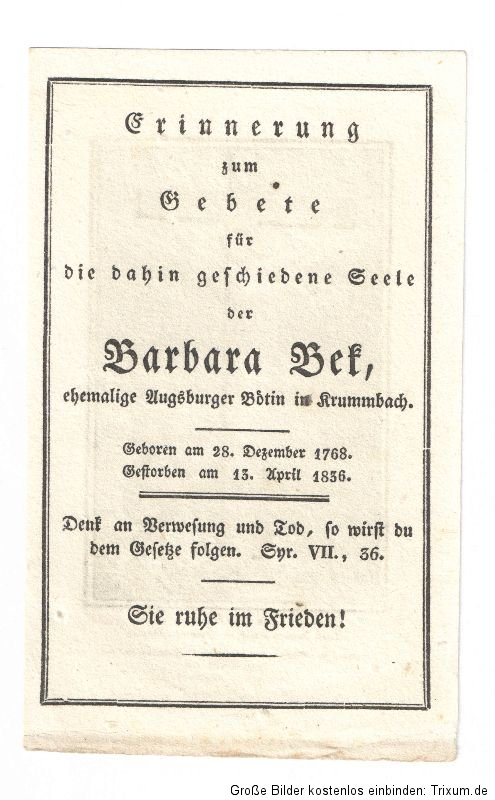 Erinnerung
zum
Gebete
für
die dahin geschiedene Seele
der
Barbara Bek,
ehemalige Augsburger Bötin in Krummbach.
Geboren am 28. Dezember 1768.
Gestorben am 13. April 1836.
Denk an Verwesung und Tod, so wirst du
dem Gesetze folgen. Syr. VII., 36.
Sie ruhe im Frieden!
Große Bilder kostenlos einbinden: Trixum.de